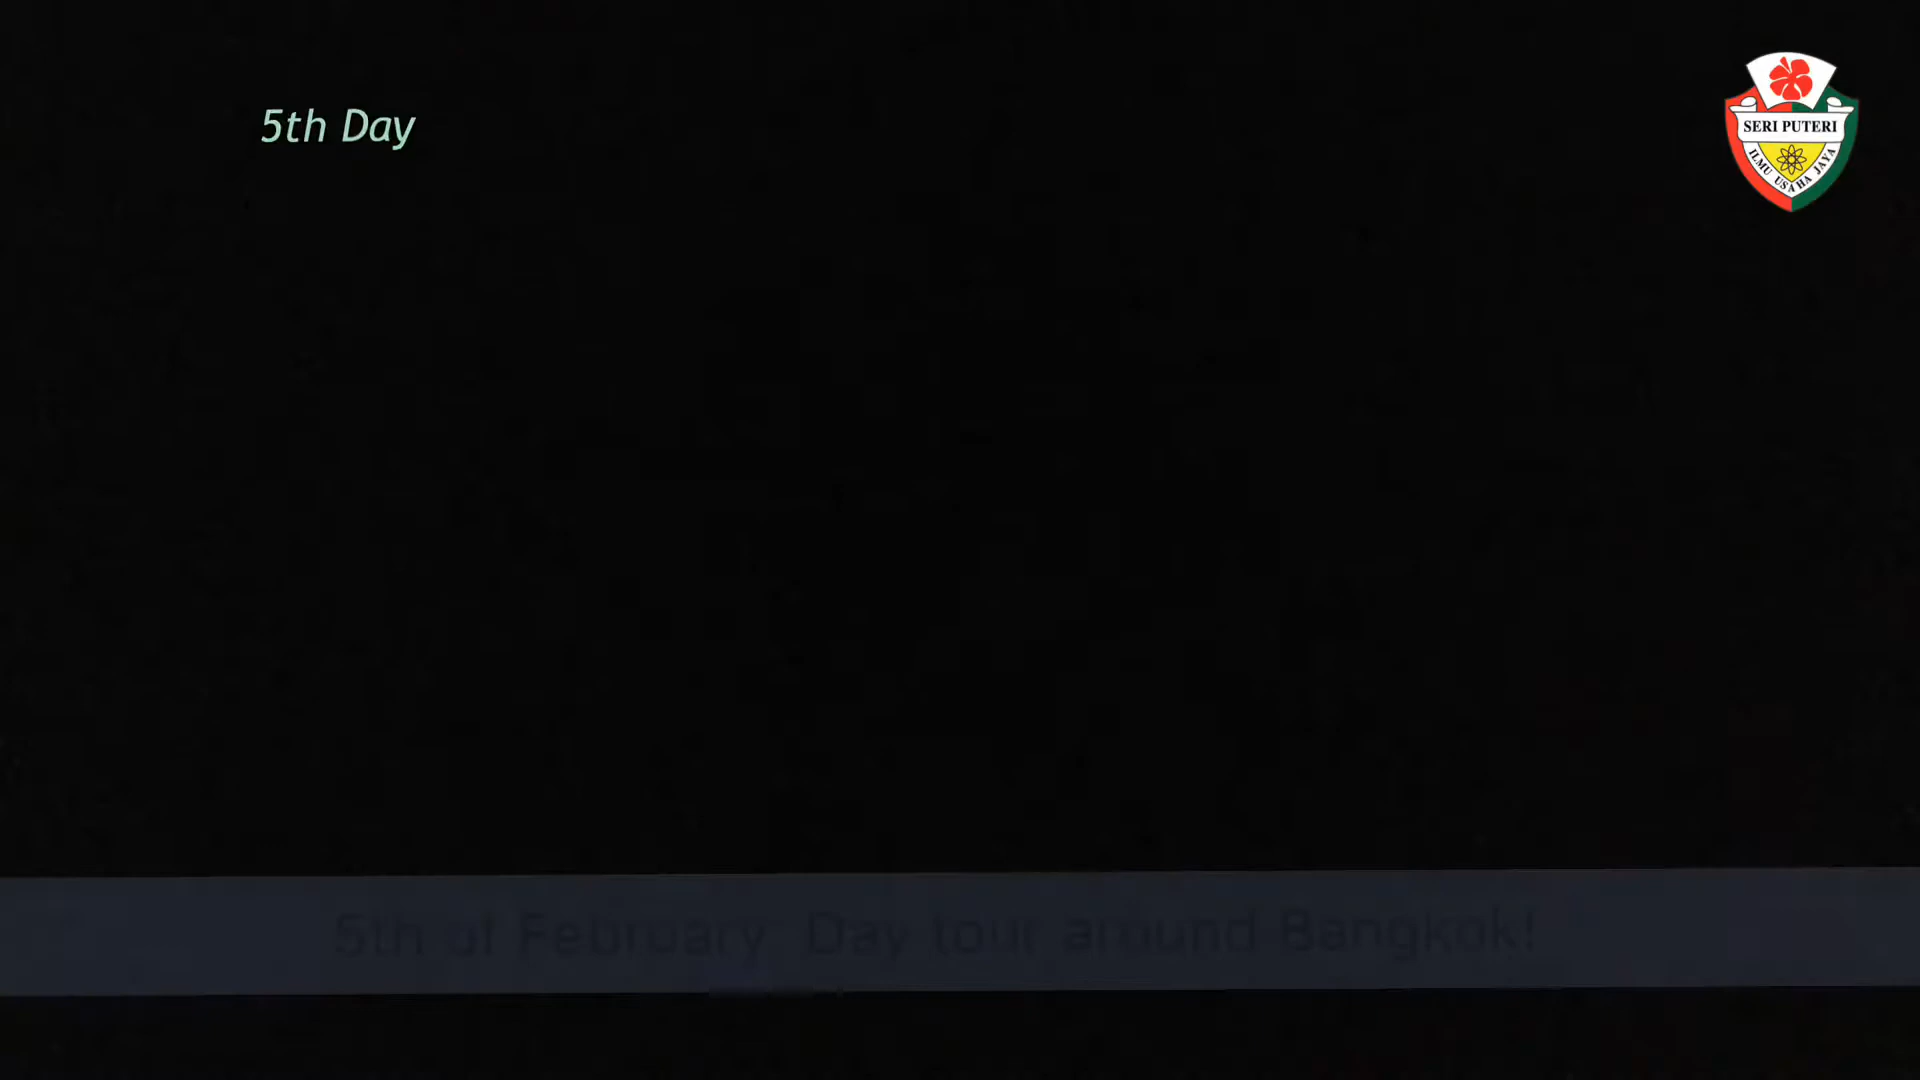 5th Day
SERI PUTERI
ILMU USAHA JAYA
5th of February Day tour around Bangkok!